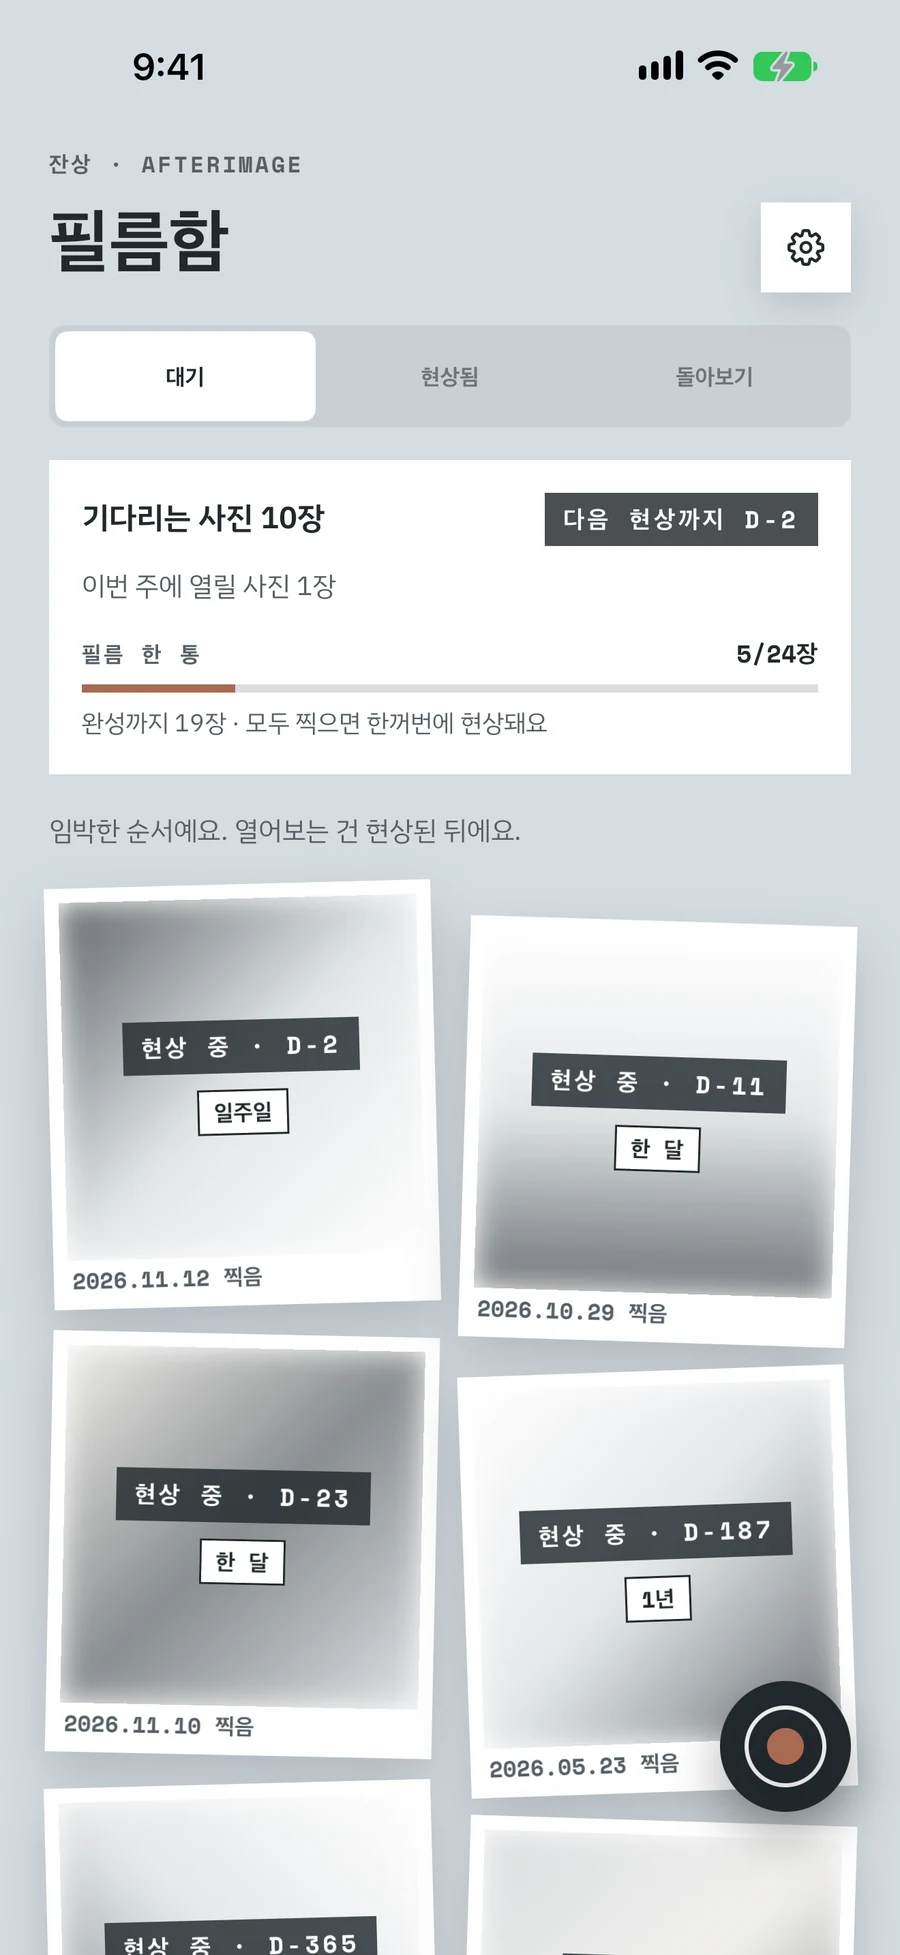 9:41
잔상 · AFTERIMAGE
필름함
대기
현상됨
돌아보기
기다리는 사진 10장
다음 현상까지 D-2
이번 주에 열릴 사진 1장
필름 한 통
5/24장
완성까지 19장 · 모두 찍으면 한꺼번에 현상돼요
임박한 순서예요. 열어보는 건 현상된 뒤에요.
현상 중 · D-2
일주일
2026.11.12 찍음
현상 중 · D-11
한 달
2026.10.29 찍음
현상 중 · D-23
한 달
2026.11.10 찍음
현상 중 · D-187
1년
2026.05.23 찍음
현상 중 · D-365